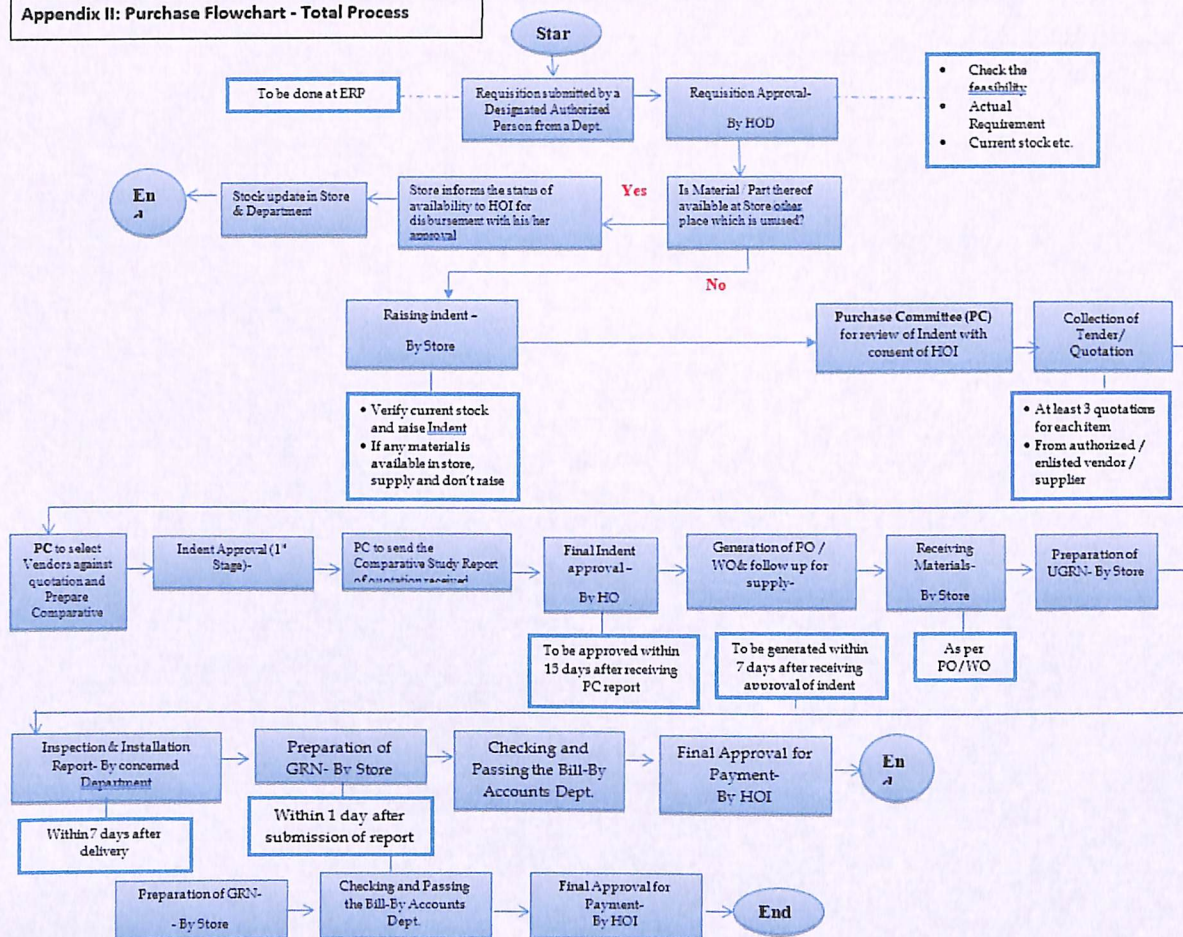 Appendix II: Purchase Flowchart - Total Process
Star
To be done at ERP
Requisition submitted by a
Designated Authorized
Person from a Dept.
Requisition Approval-
By HOD
• Check the
feasibility
• Actual
Requirement
• Current stock etc.
En
Stock update in Store
& Department
Store informs the status of
availability to HOI for
disbursement with his/her
approval
Yes
Is Material / Part thereof
available at Store other
place which is unused?
No
Raising indent –
By Store
Purchase Committee (PC)
for review of Indent with
consent of HOI
Collection of
Tender/
Quotation
• Verify current stock
and raise Indent
• If any material is
available in store,
supply and don't raise
• At least 3 quotations
for each item
• From authorized /
enlisted vendor /
supplier
PC to select
Vendors against
quotation and
Prepare
Comparative
Indent Approval (1st
Stage)-
PC to send the
Comparative Study Report
of quotation received
Final Indent
approval –
By HO
Generation of PO /
WO& follow up for
supply-
Receiving
Materials-
By Store
Preparation of
UGRN- By Store
To be approved within
15 days after receiving
PC report
To be generated within
7 days after receiving
approval of indent
As per
PO/WO
Inspection & Installation
Report- By concerned
Department
Preparation of
GRN- By Store
Checking and
Passing the Bill-By
Accounts Dept.
Final Approval for
Payment-
By HOI
En
Within 7 days after
delivery
Within 1 day after
submission of report
Preparation of GRN-
- By Store
Checking and Passing
the Bill-By Accounts
Dept.
Final Approval for
Payment-
By HOI
End